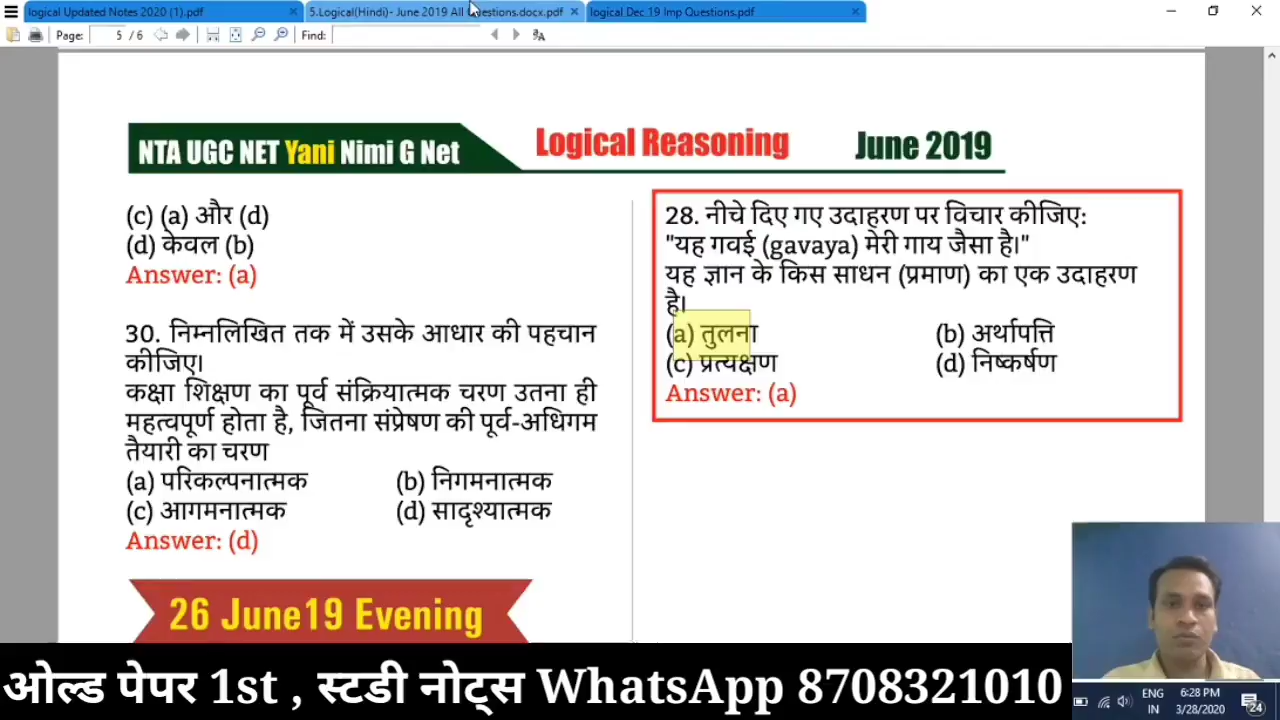 logical Updated Notes 2020 (1).pdf
5.Logical(Hindi)- June 2019 All Questions.docx.pdf
logical Dec 19 Imp Questions.pdf
Page: 5 / 6 Find:
NTA UGC NET Yani Nimi G Net
Logical Reasoning
June 2019
(c) (a) और (d)
(d) केवल (b)
Answer: (a)
30. निम्नलिखित तक में उसके आधार की पहचान
कीजिए।
कक्षा शिक्षण का पूर्व संक्रियात्मक चरण उतना ही
महत्वपूर्ण होता है, जितना संप्रेषण की पूर्व-अधिगम
तैयारी का चरण
(a) परिकल्पनात्मक (b) निगमनात्मक
(c) आगमनात्मक (d) सादृश्यात्मक
Answer: (d)
26 June19 Evening
28. नीचे दिए गए उदाहरण पर विचार कीजिए:
"यह गवई (gavaya) मेरी गाय जैसा है।"
यह ज्ञान के किस साधन (प्रमाण) का एक उदाहरण
है।
(a) तुलना (b) अर्थापत्ति
(c) प्रत्यक्षण (d) निष्कर्षण
Answer: (a)
ओल्ड पेपर 1st , स्टडी नोट्स WhatsApp 8708321010
ENG
IN
6:28 PM
3/28/2020
24